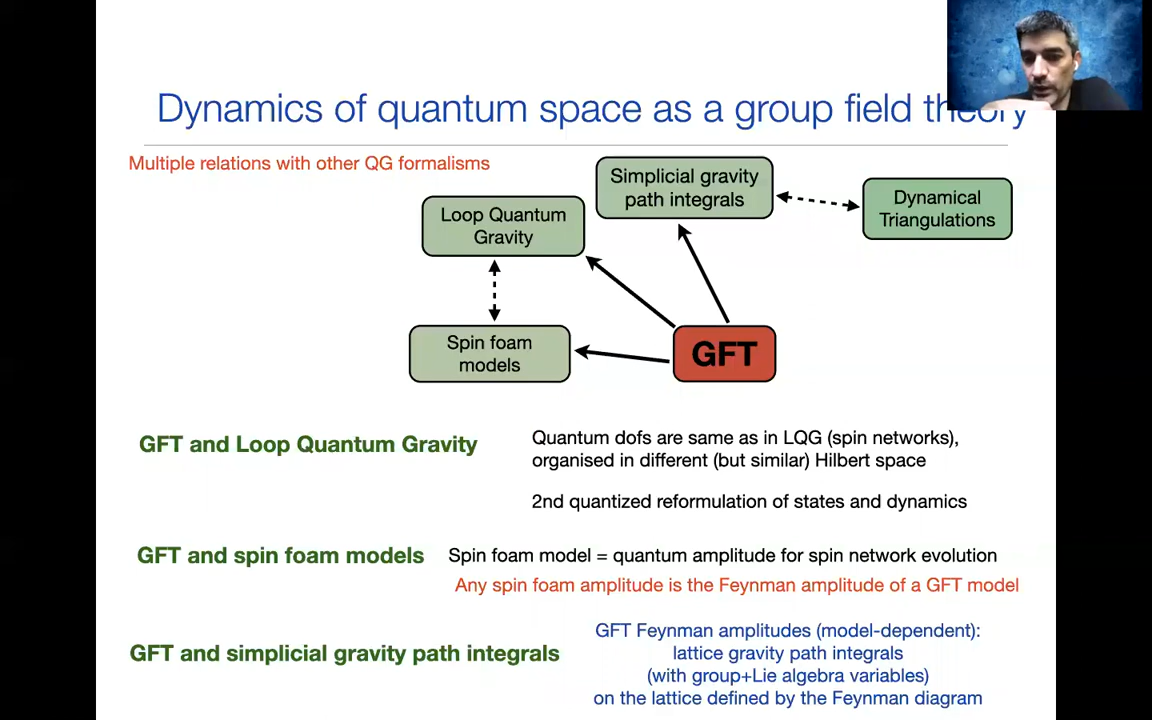 Dynamics of quantum space as a group field theory
Multiple relations with other QG formalisms
Simplicial gravity
path integrals
Dynamical
Triangulations
Loop Quantum
Gravity
Spin foam
models
GFT
GFT and Loop Quantum Gravity
Quantum dofs are same as in LQG (spin networks),
organised in different (but similar) Hilbert space
2nd quantized reformulation of states and dynamics
GFT and spin foam models
Spin foam model = quantum amplitude for spin network evolution
Any spin foam amplitude is the Feynman amplitude of a GFT model
GFT and simplicial gravity path integrals
GFT Feynman amplitudes (model-dependent):
lattice gravity path integrals
(with group+Lie algebra variables)
on the lattice defined by the Feynman diagram